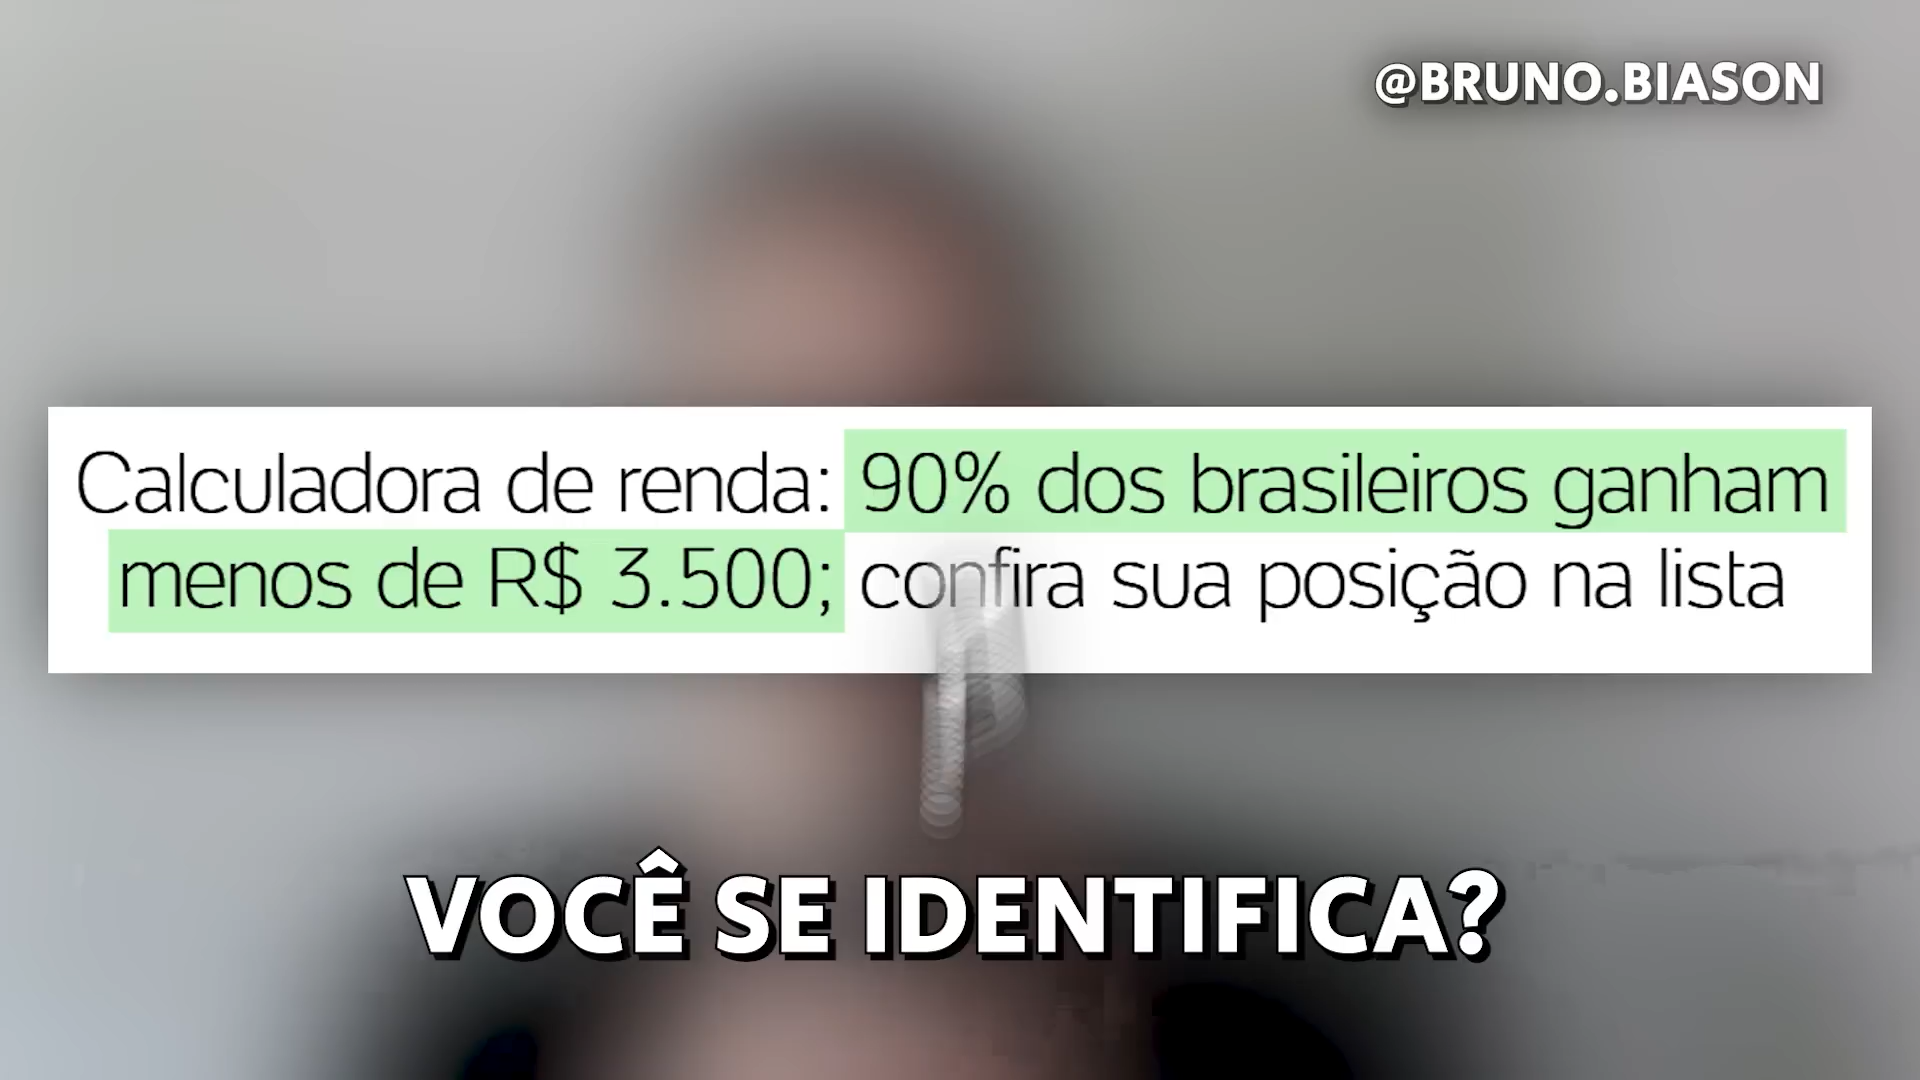 @BRUNO.BIASON
Calculadora de renda: 90% dos brasileiros ganham
menos de R$ 3.500; confira sua posição na lista
VOCÊ SE IDENTIFICA?